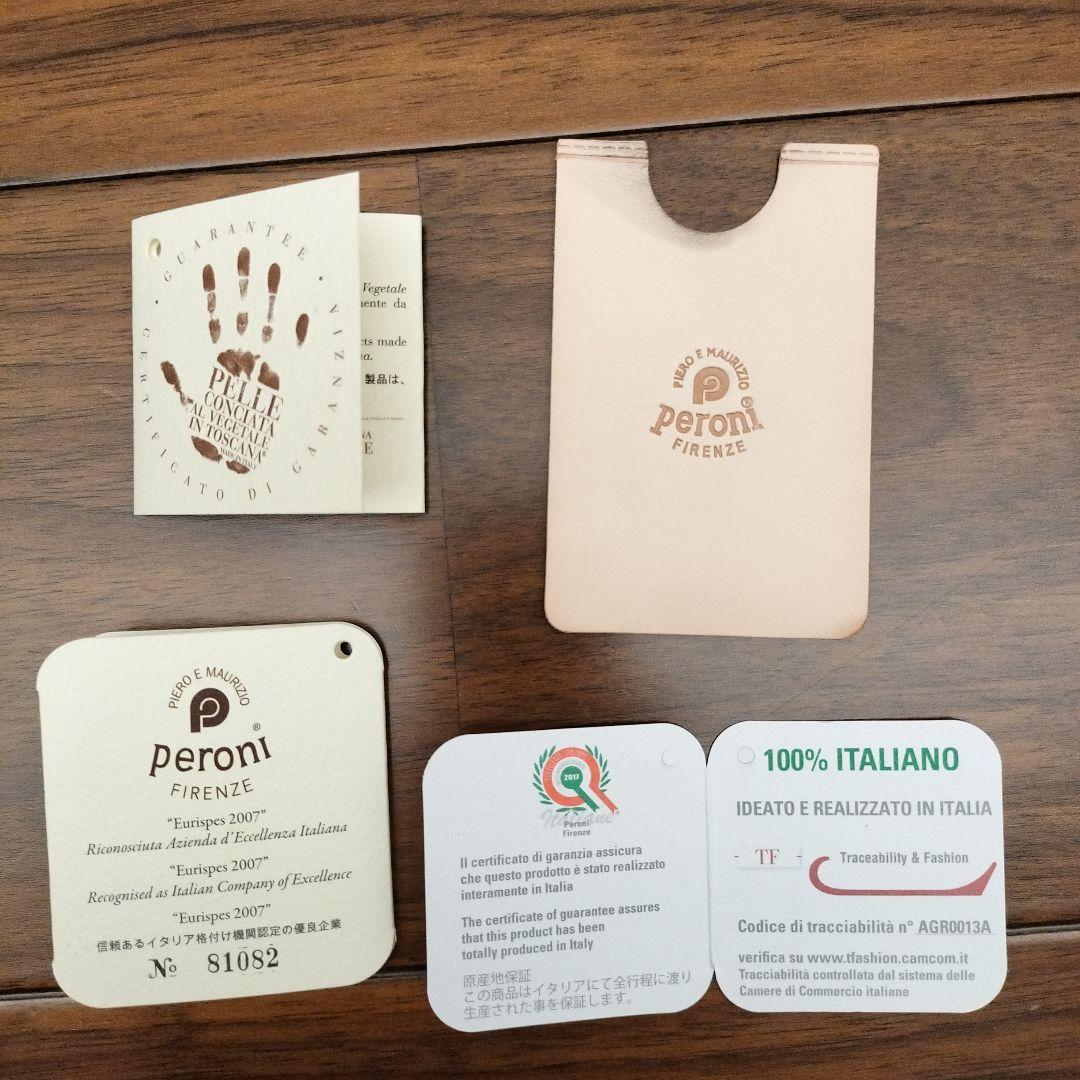 CERTIFICATO DI GARANZIA · GUARANTEE ·
PELLE
CONCIATA
AL VEGETALE
IN TOSCANA®
MADE IN ITALY
Vegetale
da
made
製品は、
PIERO E MAURIZIO
P
Peroni®
FIRENZE
PIERO E MAURIZIO
P
Peroni®
FIRENZE
"Eurispes 2007"
Riconosciuta Azienda d'Eccellenza Italiana
"Eurispes 2007"
Recognised as Italian Company of Excellence
"Eurispes 2007"
信頼あるイタリア格付け機関認定の優良企業
№ 81082
2017
Italiane
Peroni
Firenze
Il certificato di garanzia assicura
che questo prodotto è stato realizzato
interamente in Italia
The certificate of guarantee assures
that this product has been
totally produced in Italy
原産地保証
この商品はイタリアにて全行程に渡り
生産された事を保証します。
100% ITALIANO
IDEATO E REALIZZATO IN ITALIA
- TF -
Traceability & Fashion
Codice di tracciabilità n° AGR0013A
verifica su www.tfashion.camcom.it
Tracciabilità controllata dal sistema delle
Camere di Commercio italiane